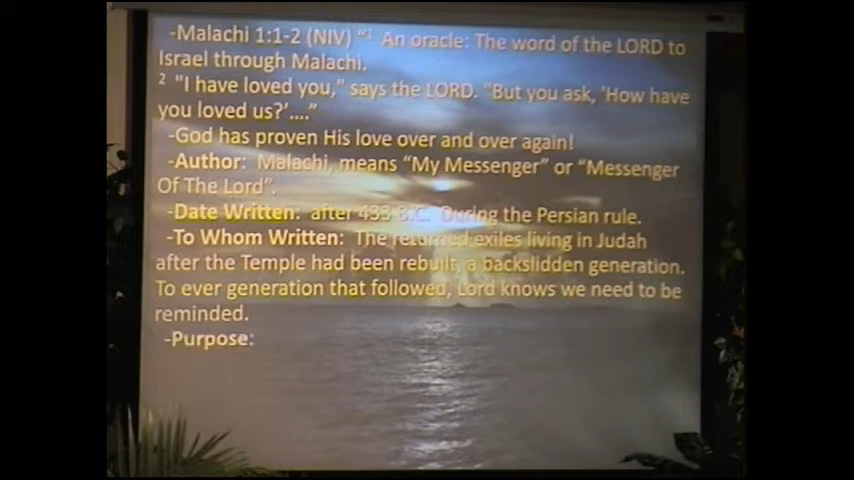 -Malachi 1:1-2 (NIV) "1 An oracle: The word of the LORD to
Israel through Malachi.
2 "I have loved you," says the LORD. "But you ask, 'How have
you loved us?'...."
-God has proven His love over and over again!
-Author: Malachi, means "My Messenger" or "Messenger
Of The Lord".
-Date Written: after 433 B.C. During the Persian rule.
-To Whom Written: The returned exiles living in Judah
after the Temple had been rebuilt, a backslidden generation.
To ever generation that followed, Lord knows we need to be
reminded.
-Purpose: